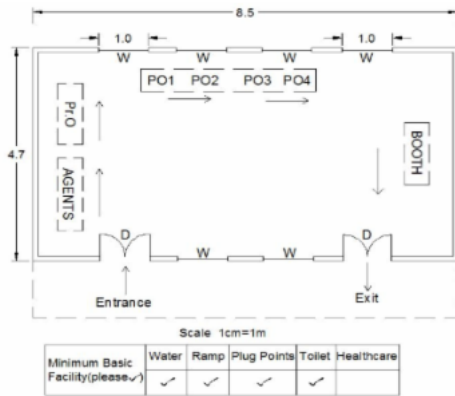 8.5
1.0 1.0
W W W W
PO1 PO2 PO3 PO4
Pr.O
4.7
AGENTS
BOOTH
D W W D
Entrance Exit
Scale 1cm=1m
Minimum Basic Facility(please✓) Water Ramp Plug Points Toilet Healthcare
✓ ✓ ✓ ✓